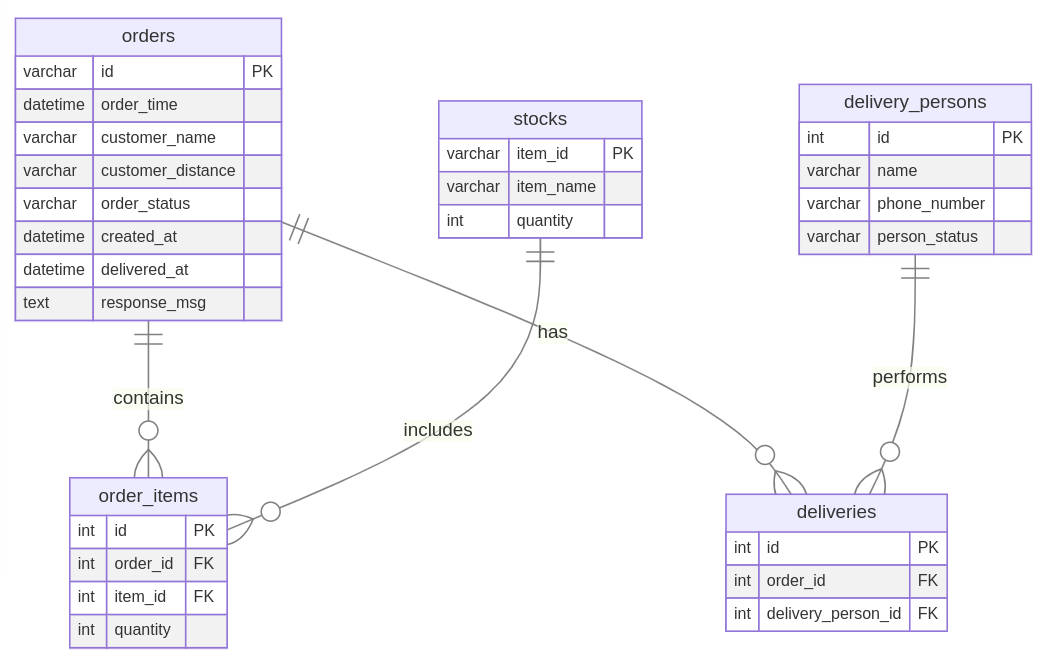 orders
varchar id PK
datetime order_time
varchar customer_name
varchar customer_distance
varchar order_status
datetime created_at
datetime delivered_at
text response_msg
stocks
varchar item_id PK
varchar item_name
int quantity
delivery_persons
int id PK
varchar name
varchar phone_number
varchar person_status
has
contains
includes
performs
order_items
int id PK
int order_id FK
int item_id FK
int quantity
deliveries
int id PK
int order_id FK
int delivery_person_id FK